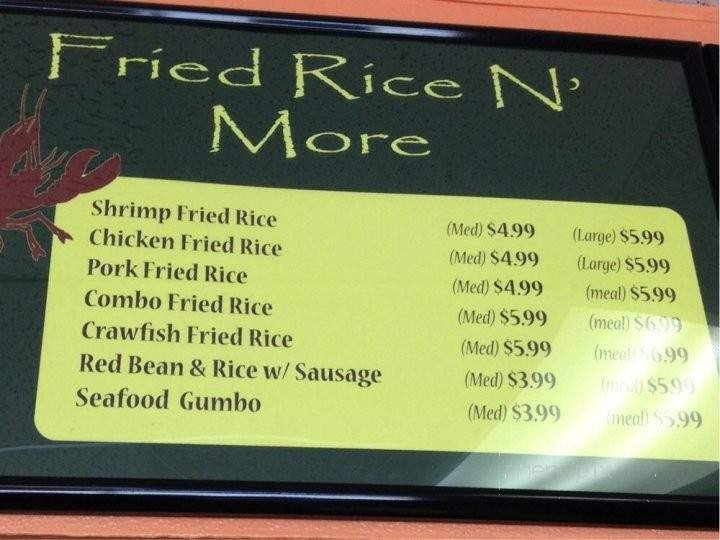 Fried Rice N'
More
Shrimp Fried Rice (Med) $4.99 (Large) $5.99
Chicken Fried Rice (Med) $4.99 (Large) $5.99
Pork Fried Rice (Med) $4.99 (meal) $5.99
Combo Fried Rice (Med) $5.99 (meal) $6.99
Crawfish Fried Rice (Med) $5.99 (meal) $6.99
Red Bean & Rice w/ Sausage (Med) $3.99 (meal) $5.99
Seafood Gumbo (Med) $3.99 (meal) $5.99